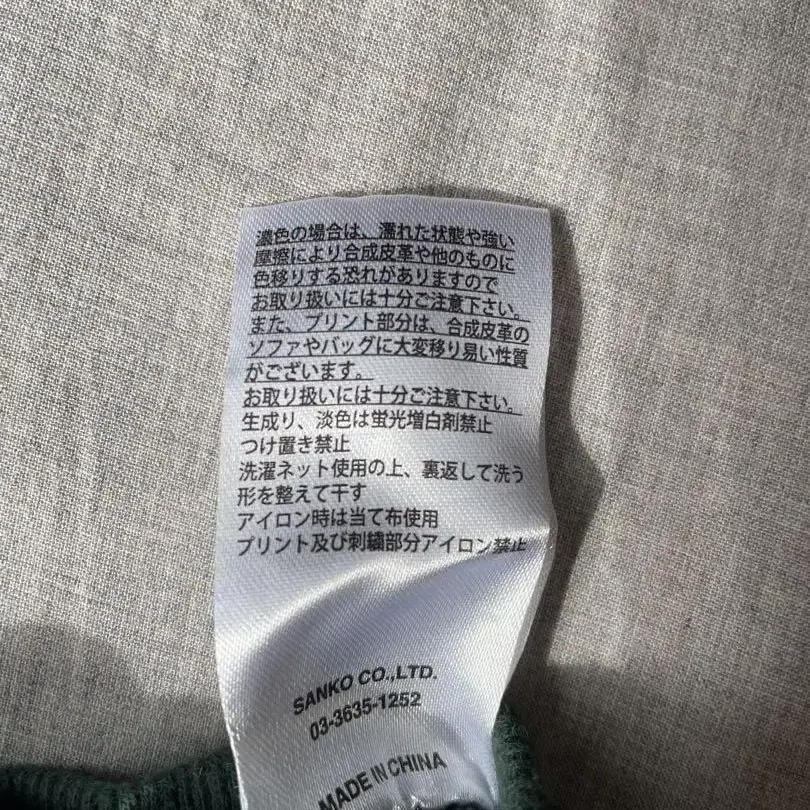 濃色の場合は、濡れた状態や強い
摩擦により合成皮革や他のものに
色移りする恐れがありますので
お取り扱いには十分ご注意下さい。
また、プリント部分は、合成皮革の
ソファやバッグに大変移り易い性質
がございます。
お取り扱いには十分ご注意下さい。
生成り、淡色は蛍光増白剤禁止
つけ置き禁止
洗濯ネット使用の上、裏返して洗う
形を整えて干す
アイロン時は当て布使用
プリント及び刺繍部分アイロン禁止
SANKO CO.,LTD.
03-3635-1252
MADE IN CHINA